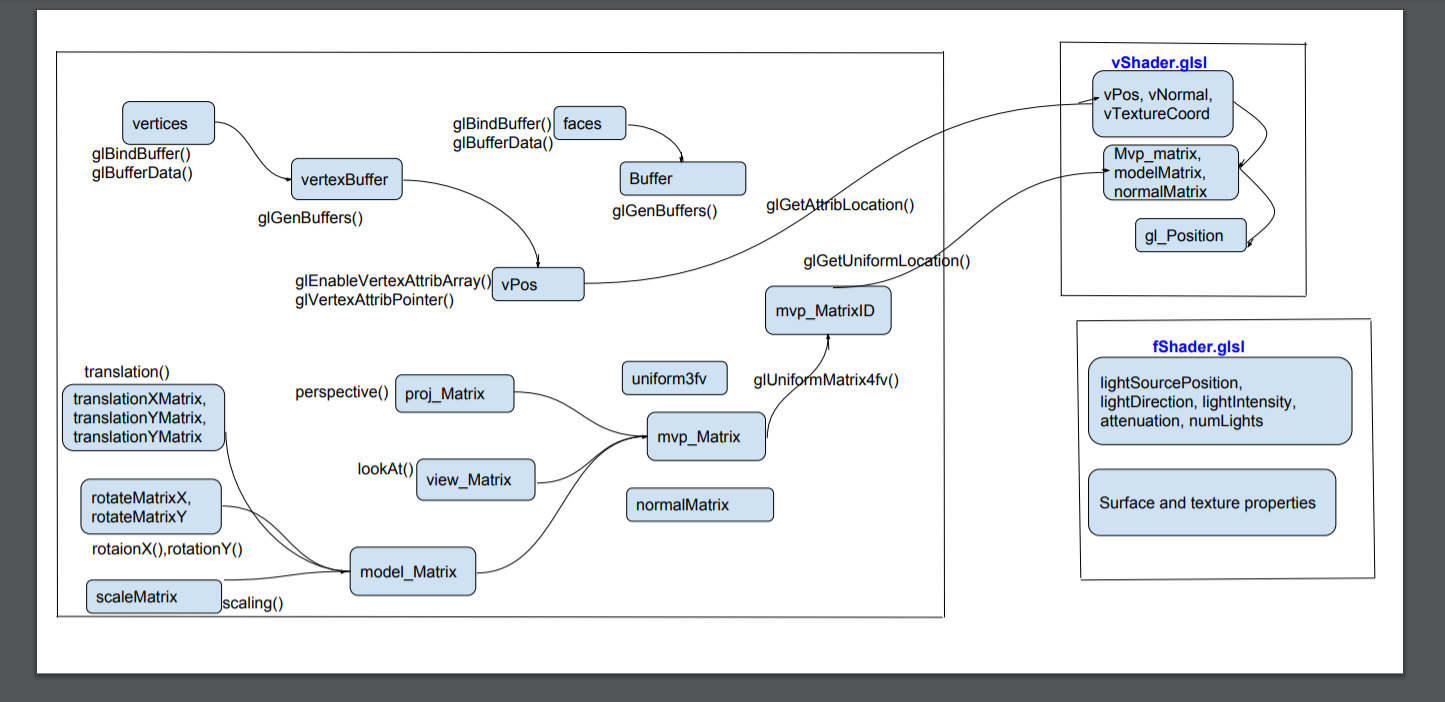 vShader.glsl
vPos, vNormal,
vTextureCoord
Mvp_matrix,
modelMatrix,
normalMatrix
gl_Position
vertices
glBindBuffer()
glBufferData()
glBindBuffer()
glBufferData()
faces
vertexBuffer
glGenBuffers()
Buffer
glGenBuffers()
glGetAttribLocation()
glGetUniformLocation()
glEnableVertexAttribArray()
glVertexAttribPointer()
vPos
mvp_MatrixID
fShader.glsl
lightSourcePosition,
lightDirection, lightIntensity,
attenuation, numLights
Surface and texture properties
translation()
translationXMatrix,
translationYMatrix,
translationYMatrix
perspective()
proj_Matrix
uniform3fv
glUniformMatrix4fv()
mvp_Matrix
lookAt()
view_Matrix
normalMatrix
rotateMatrixX,
rotateMatrixY
rotaionX(),rotationY()
model_Matrix
scaleMatrix
scaling()